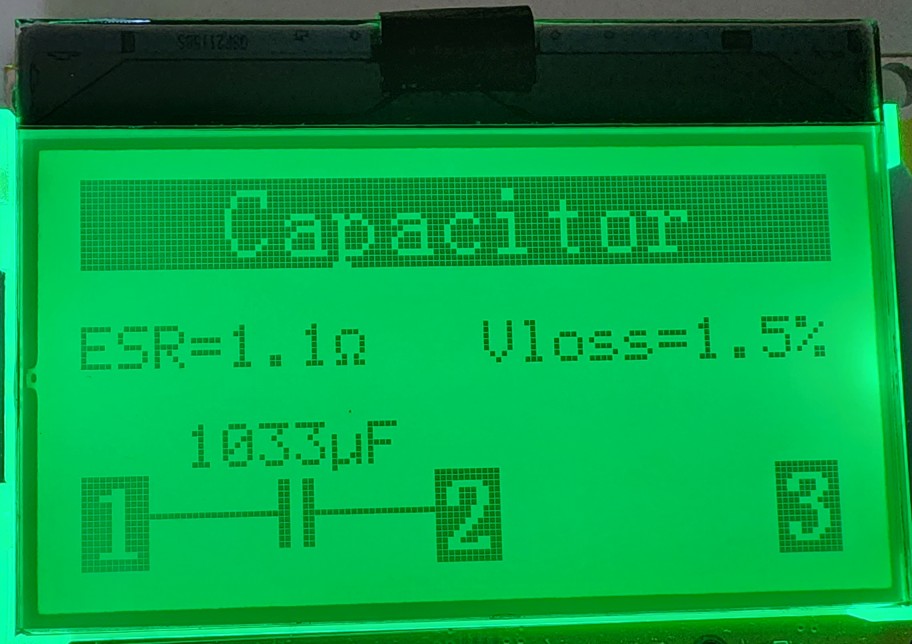 Capacitor
ESR=1.1Ω Vloss=1.5%
1033µF
1 2 3